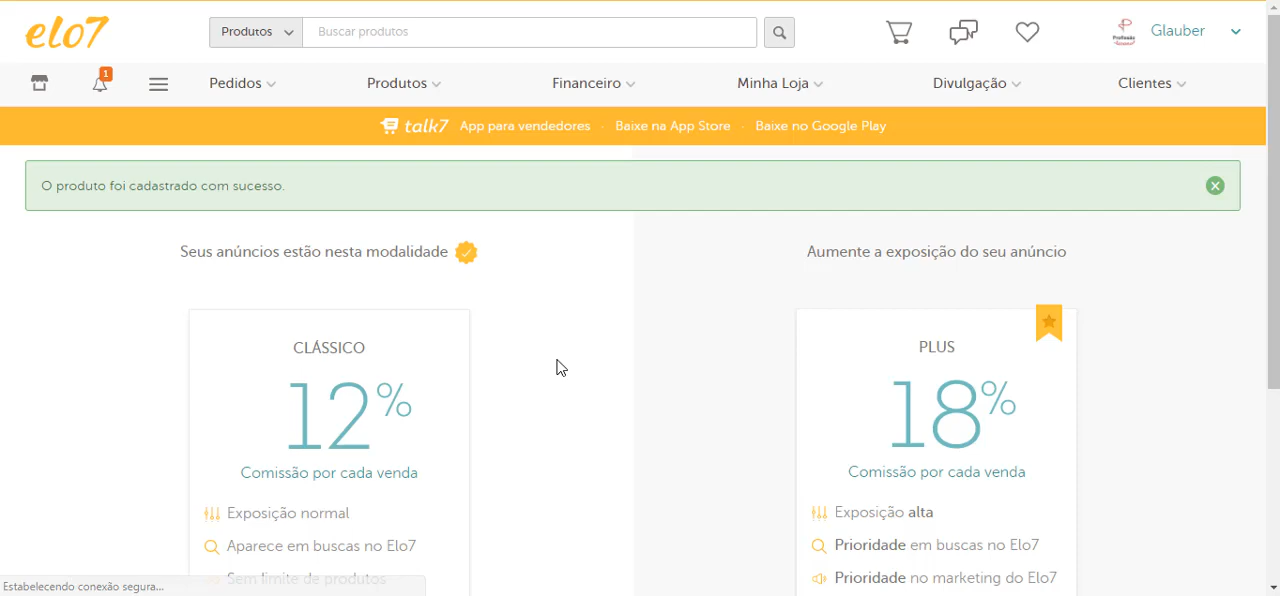 elo7
Produtos
Buscar produtos
Profissão
Glauber
1
Pedidos
Produtos
Financeiro
Minha Loja
Divulgação
Clientes
talk7 App para vendedores · Baixe na App Store · Baixe no Google Play
O produto foi cadastrado com sucesso.
Seus anúncios estão nesta modalidade
CLÁSSICO
12%
Comissão por cada venda
Exposição normal
Aparece em buscas no Elo7
Sem limite de produtos
Aumente a exposição do seu anúncio
PLUS
18%
Comissão por cada venda
Exposição alta
Prioridade em buscas no Elo7
Prioridade no marketing do Elo7
Estabelecendo conexão segura...